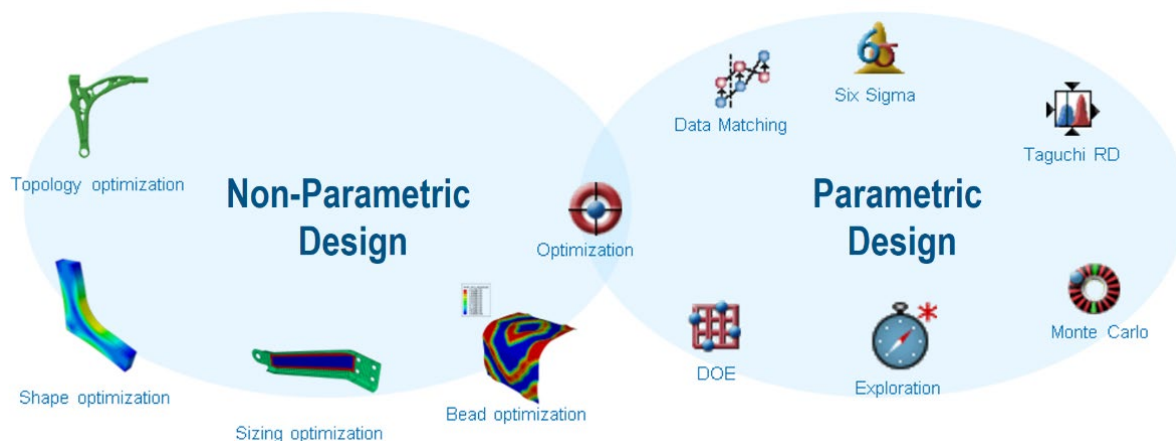 Topology optimization
Non-Parametric
Design
Shape optimization
Sizing optimization
Bead optimization
Optimization
Data Matching
Six Sigma
Taguchi RD
Parametric
Design
DOE
Exploration
Monte Carlo